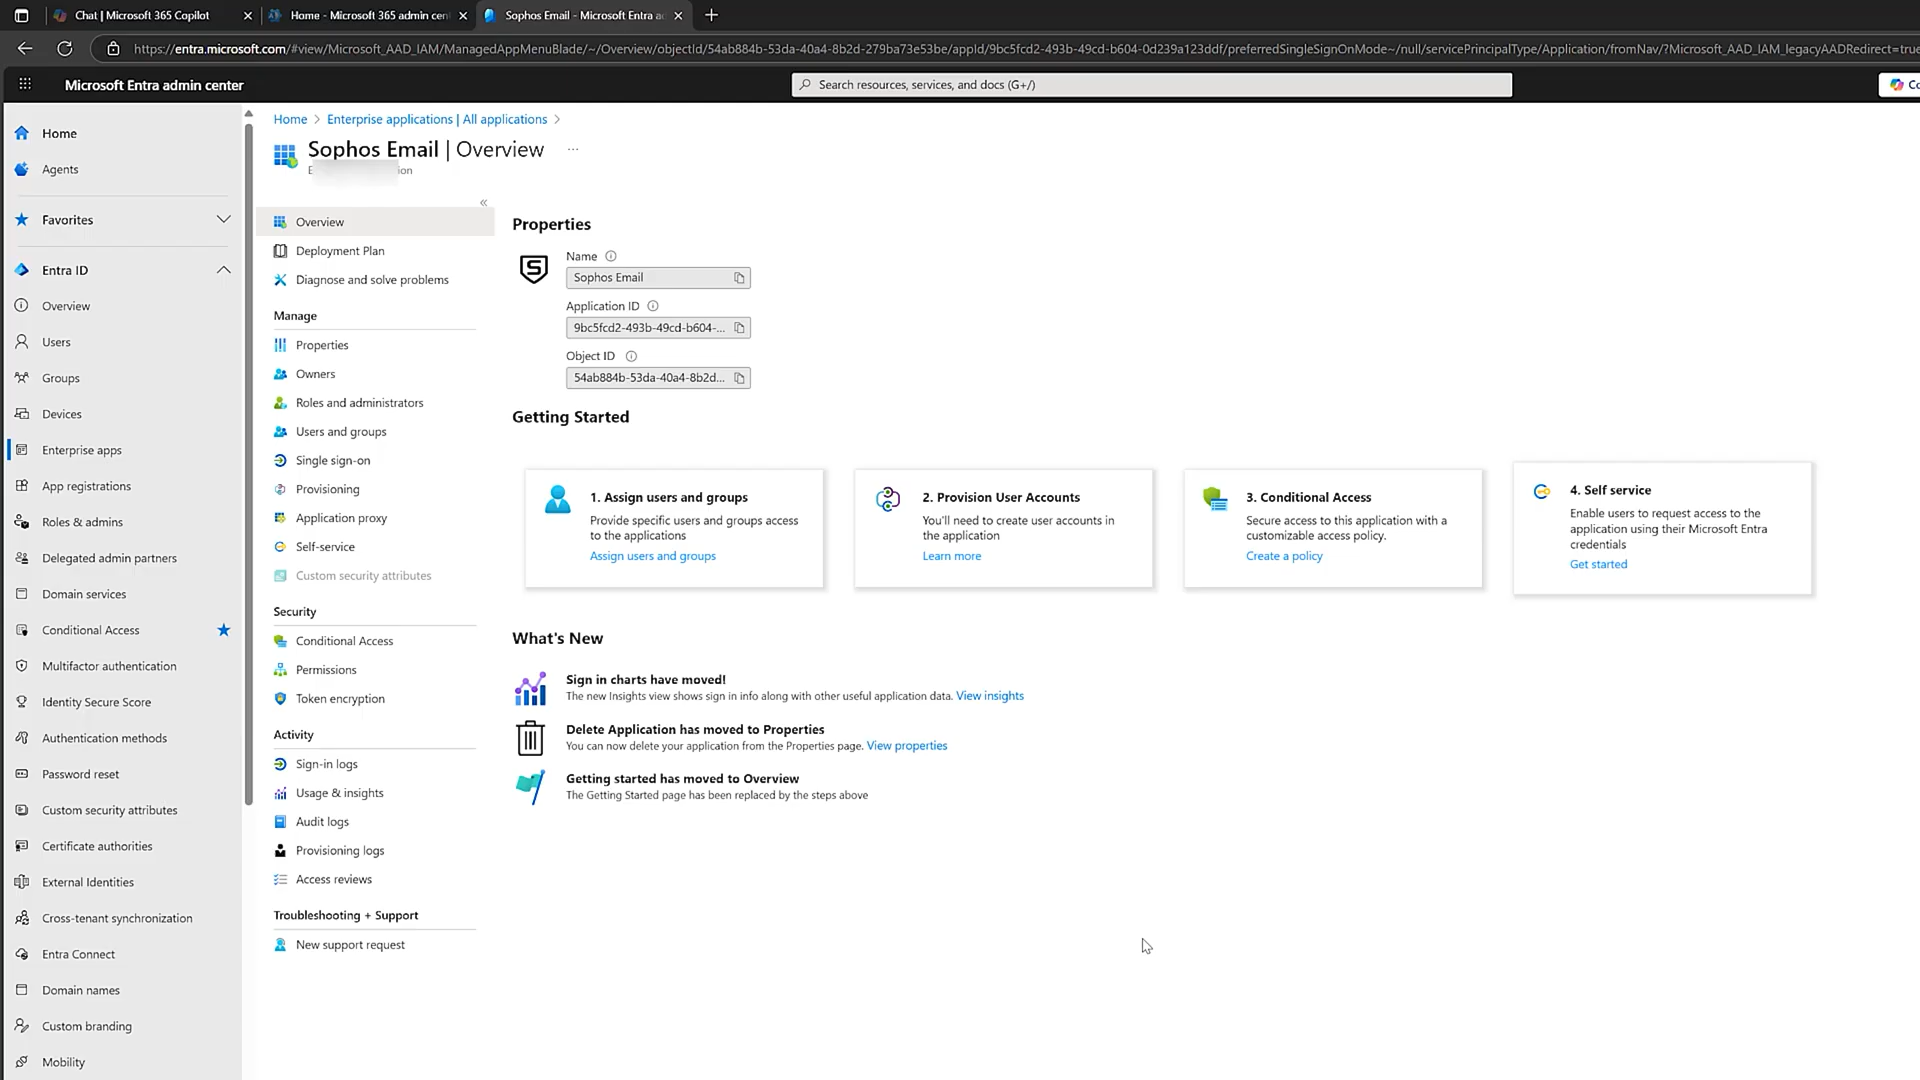 Chat | Microsoft 365 Copilot
Home - Microsoft 365 admin cen
Sophos Email - Microsoft Entra ad
https://entra.microsoft.com/#view/Microsoft_AAD_IAM/ManagedAppMenuBlade/~/Overview/objectId/54ab884b-53da-40a4-8b2d-279ba73e53be/appId/9bc5fcd2-493b-49cd-b604-0d239a123ddf/preferredSingleSignOnMode~/null/servicePrincipalType/Application/fromNav/?Microsoft_AAD_IAM_legacyAADRedirect=true
Microsoft Entra admin center
Search resources, services, and docs (G+/)
Co
Home
Agents
Favorites
Entra ID
Overview
Users
Groups
Devices
Enterprise apps
App registrations
Roles & admins
Delegated admin partners
Domain services
Conditional Access
Multifactor authentication
Identity Secure Score
Authentication methods
Password reset
Custom security attributes
Certificate authorities
External Identities
Cross-tenant synchronization
Entra Connect
Domain names
Custom branding
Mobility
Home > Enterprise applications | All applications >
Sophos Email | Overview ...
Overview
Deployment Plan
Diagnose and solve problems
Manage
Properties
Owners
Roles and administrators
Users and groups
Single sign-on
Provisioning
Application proxy
Self-service
Custom security attributes
Security
Conditional Access
Permissions
Token encryption
Activity
Sign-in logs
Usage & insights
Audit logs
Provisioning logs
Access reviews
Troubleshooting + Support
New support request
Properties
Name
Sophos Email
Application ID
9bc5fcd2-493b-49cd-b604-...
Object ID
54ab884b-53da-40a4-8b2d...
Getting Started
1. Assign users and groups
Provide specific users and groups access
to the applications
Assign users and groups
2. Provision User Accounts
You'll need to create user accounts in
the application
Learn more
3. Conditional Access
Secure access to this application with a
customizable access policy.
Create a policy
4. Self service
Enable users to request access to the
application using their Microsoft Entra
credentials
Get started
What's New
Sign in charts have moved!
The new Insights view shows sign in info along with other useful application data. View insights
Delete Application has moved to Properties
You can now delete your application from the Properties page. View properties
Getting started has moved to Overview
The Getting Started page has been replaced by the steps above